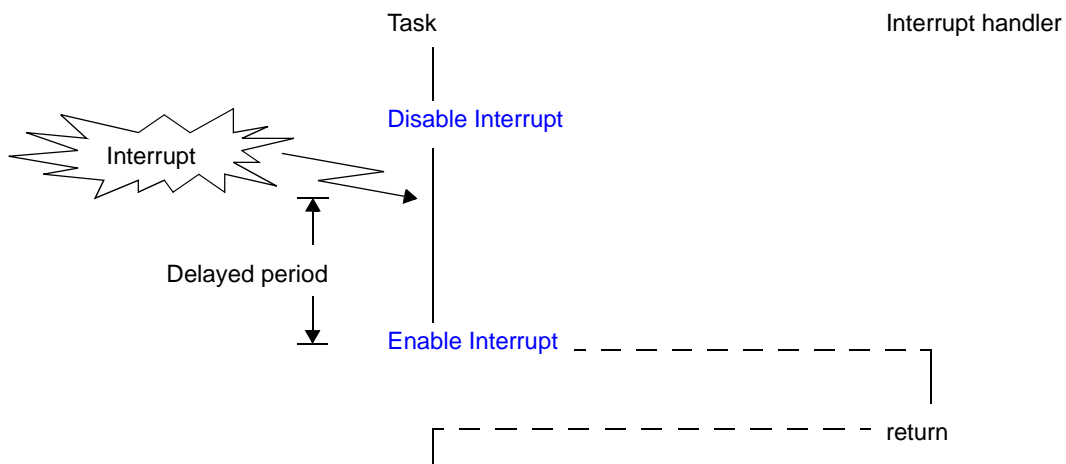 Task
Interrupt handler
Disable Interrupt
Interrupt
Delayed period
Enable Interrupt
return